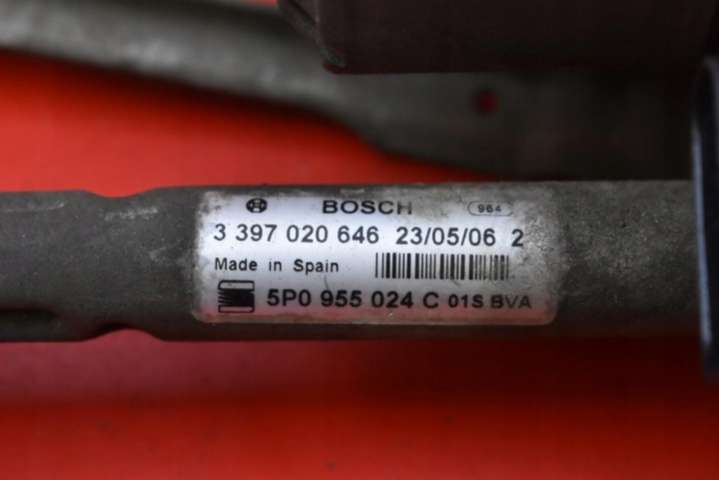 BOSCH 964
3 397 020 646 23/05/06 2
Made in Spain
5P0 955 024 C 01S BVA